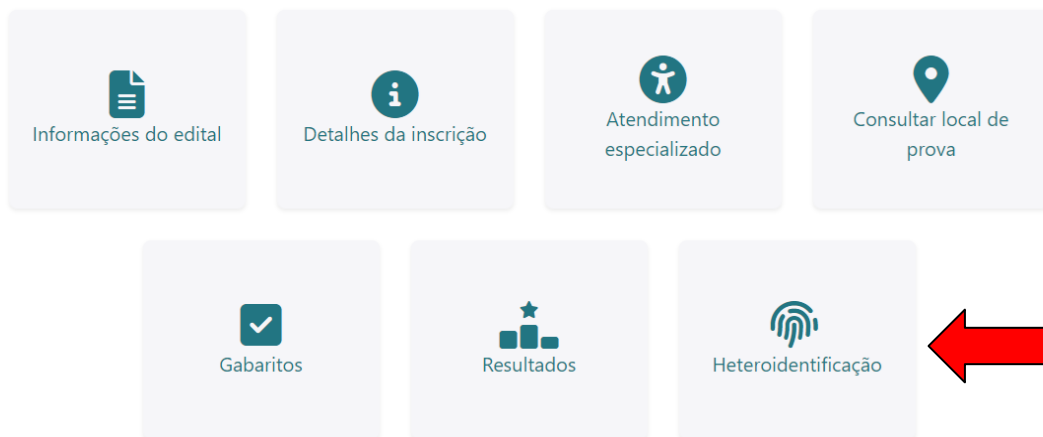 Informações do edital
Detalhes da inscrição
Atendimento
especializado
Consultar local de
prova
Gabaritos
Resultados
Heteroidentificação